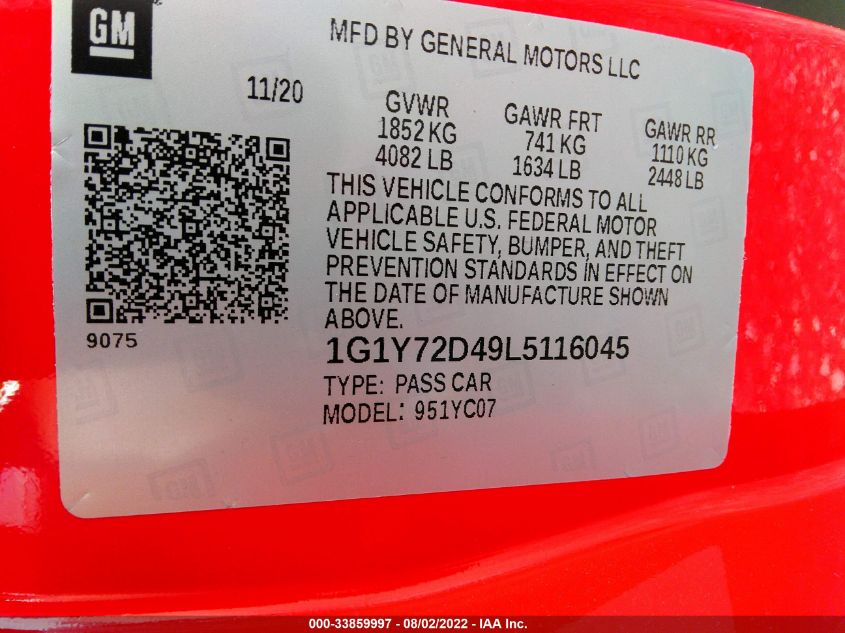 GM
MFD BY GENERAL MOTORS LLC
11/20
GVWR
1852 KG
4082 LB
GAWR FRT
741 KG
1634 LB
GAWR RR
1110 KG
2448 LB
THIS VEHICLE CONFORMS TO ALL
APPLICABLE U.S. FEDERAL MOTOR
VEHICLE SAFETY, BUMPER, AND THEFT
PREVENTION STANDARDS IN EFFECT ON
THE DATE OF MANUFACTURE SHOWN
ABOVE.
9075
1G1Y72D49L5116045
TYPE: PASS CAR
MODEL: 951YC07
000-33859997 - 08/02/2022 - IAA Inc.